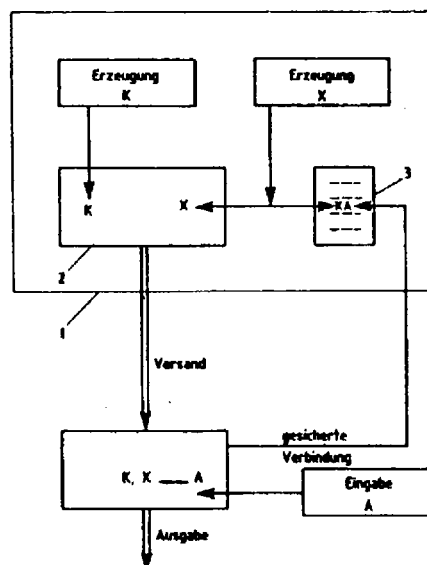 Erzeugung
K
Erzeugung
X
3
K
X
XA
2
1
Versand
gesicherte
Verbindung
K, X — A
Eingabe
A
Ausgabe